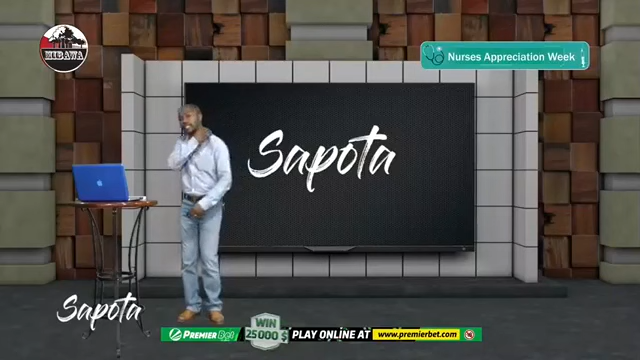 MIBAWA
Nurses Appreciation Week
Sapota
Sapota
PREMIER Bet
WIN
25000$
PLAY ONLINE AT
www.premierbet.com